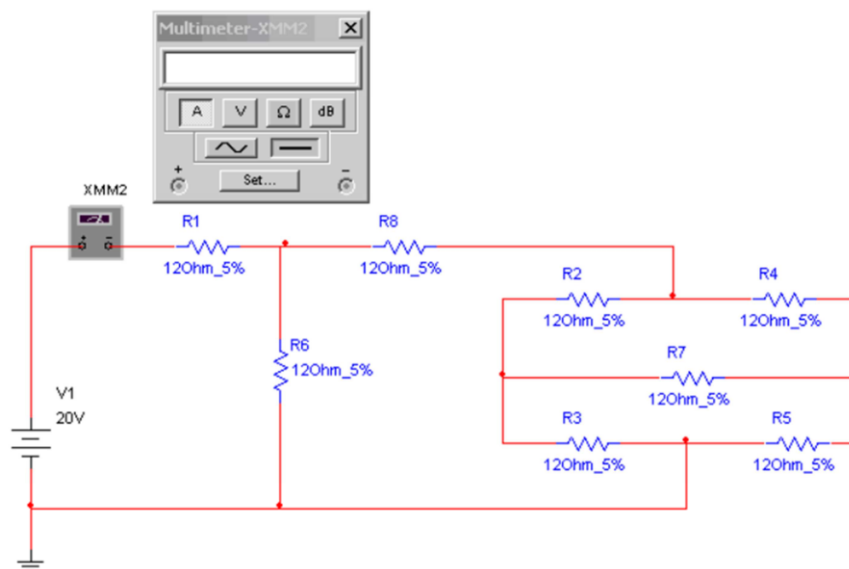 Multimeter-XMM2
A V Ω dB
+ Set... −
XMM2
R1
12Ohm_5%
R8
12Ohm_5%
R2
12Ohm_5%
R4
12Ohm_5%
R6
12Ohm_5%
R7
12Ohm_5%
V1
20V
R3
12Ohm_5%
R5
12Ohm_5%